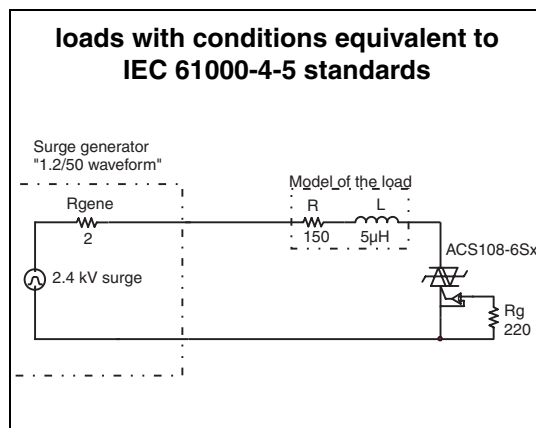 loads with conditions equivalent to
IEC 61000-4-5 standards
Surge generator
"1.2/50 waveform"
Model of the load
Rgene
R L
2
150 5µH
ACS108-6Sx
2.4 kV surge
Rg
220